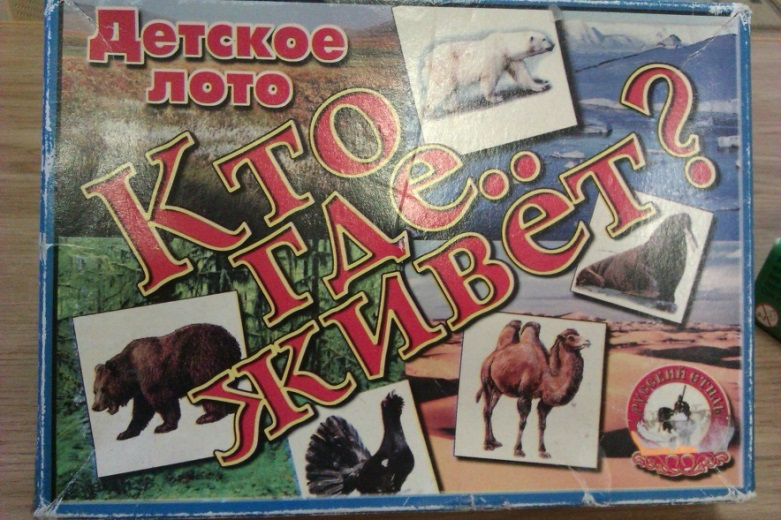 Детское
лото
Кто
где
живёт?
РУССКИЙ СТИЛЬ